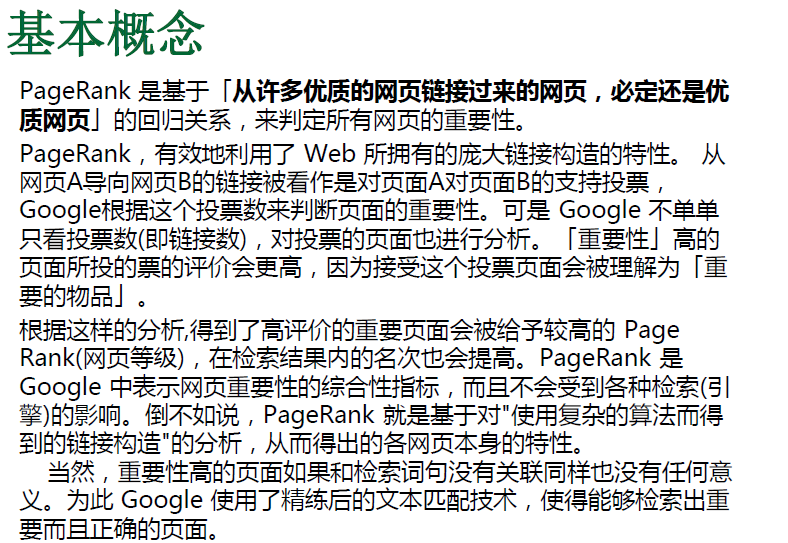 基本概念
PageRank 是基于「从许多优质的网页链接过来的网页，必定还是优
质网页」的回归关系，来判定所有网页的重要性。
PageRank，有效地利用了 Web 所拥有的庞大链接构造的特性。 从
网页A导向网页B的链接被看作是对页面A对页面B的支持投票，
Google根据这个投票数来判断页面的重要性。可是 Google 不单单
只看投票数(即链接数)，对投票的页面也进行分析。「重要性」高的
页面所投的票的评价会更高，因为接受这个投票页面会被理解为「重
要的物品」。
根据这样的分析,得到了高评价的重要页面会被给予较高的 Page
Rank(网页等级)，在检索结果内的名次也会提高。PageRank 是
Google 中表示网页重要性的综合性指标，而且不会受到各种检索(引
擎)的影响。倒不如说，PageRank 就是基于对"使用复杂的算法而得
到的链接构造"的分析，从而得出的各网页本身的特性。
当然，重要性高的页面如果和检索词句没有关联同样也没有任何意
义。为此 Google 使用了精练后的文本匹配技术，使得能够检索出重
要而且正确的页面。